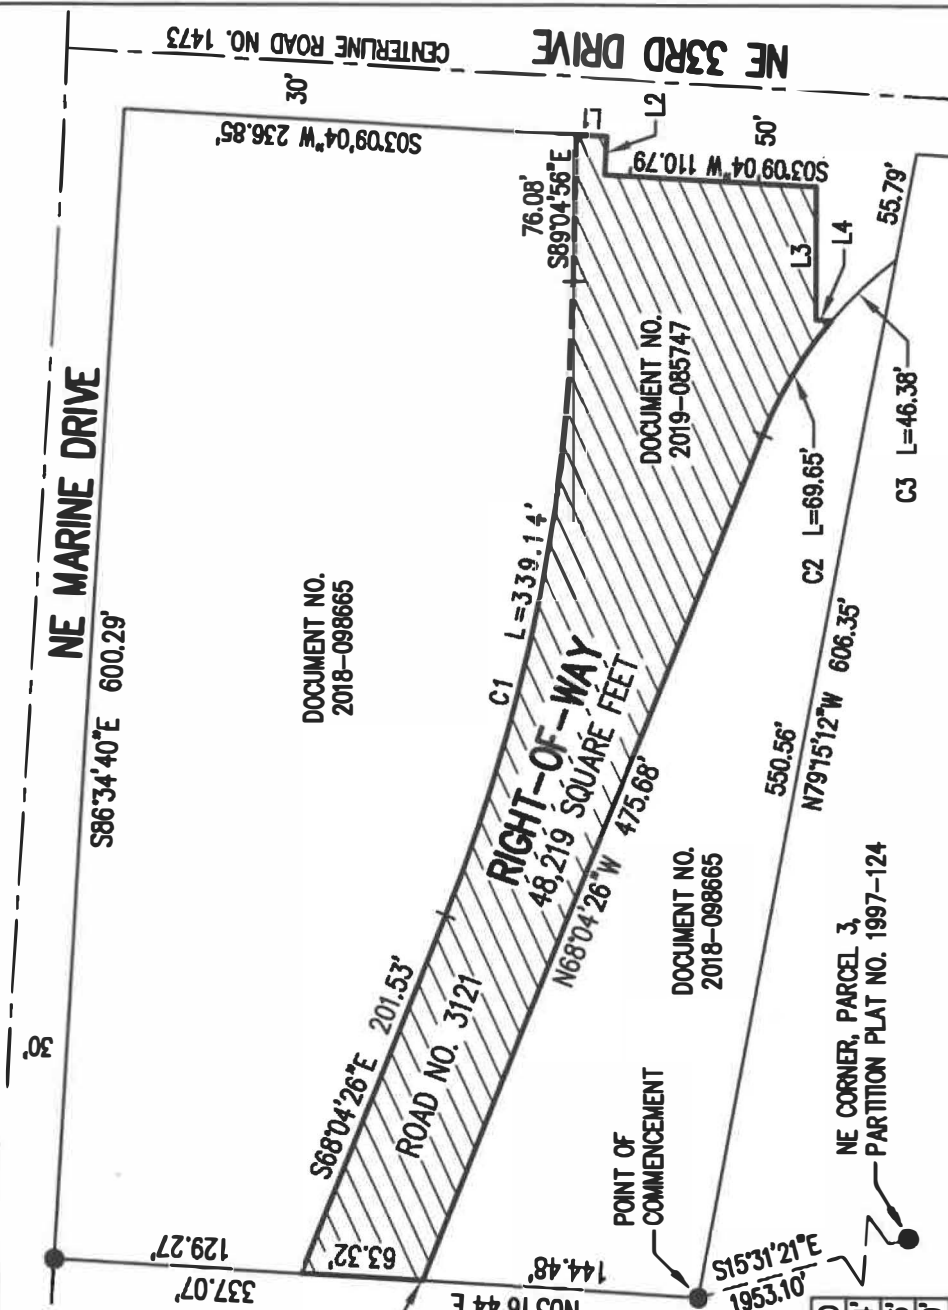 NE MARINE DRIVE
NE 33RD DRIVE
CENTERLINE ROAD NO. 1473
30'
30'
S86°34'40"E 600.29'
S03°09'04"W 236.85'
L1
L2
76.08'
S89°04'56"E
S03°09'04"W 110.79'
50'
L3
L4
55.79'
DOCUMENT NO.
2018-098665
DOCUMENT NO.
2019-085747
C1 L=339.14'
RIGHT-OF-WAY
48,219 SQUARE FEET
C2 L=69.65'
C3 L=46.38'
S68°04'26"E 201.53'
ROAD NO. 3121
N68°04'26"W 475.68'
550.56'
N79°15'12"W 606.35'
DOCUMENT NO.
2018-098665
129.27'
337.07'
63.32'
144.48'
POINT OF
COMMENCEMENT
S15°31'21"E
1953.10'
NE CORNER, PARCEL 3,
PARTITION PLAT NO. 1997-124